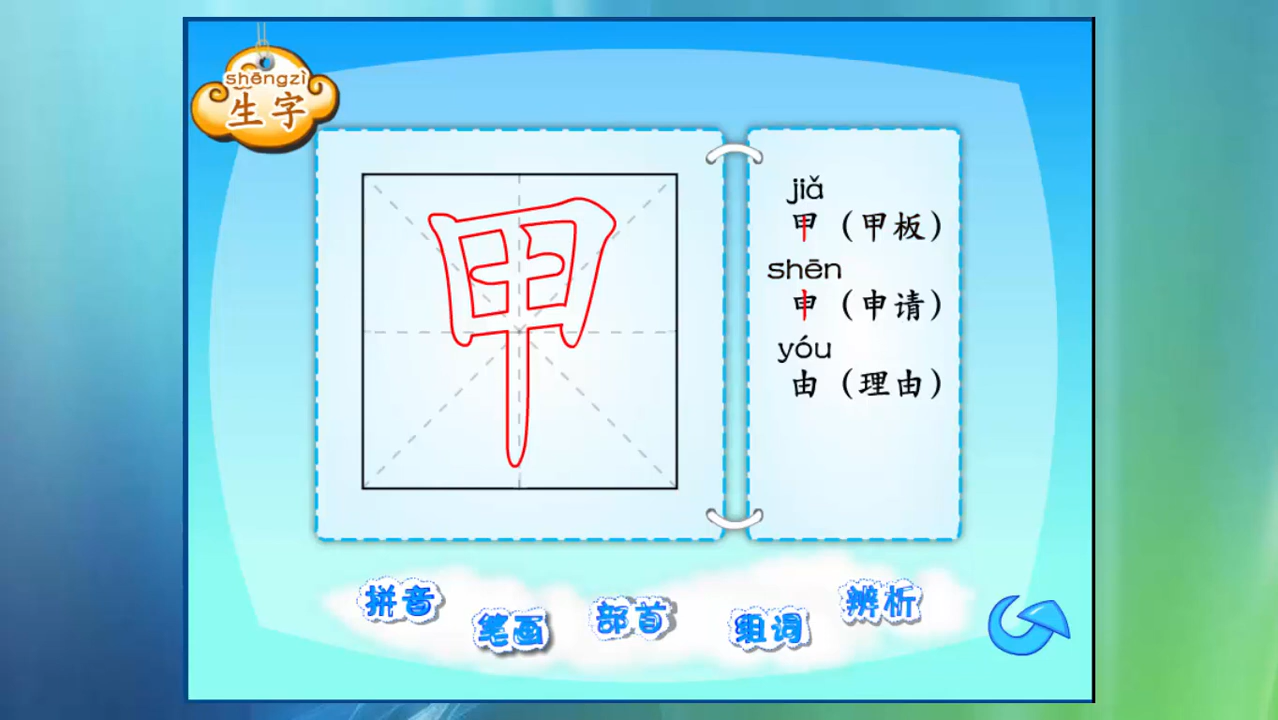 shēngzì
生字
甲
jiǎ
甲（甲板）
shēn
申（申请）
yóu
由（理由）
拼音
笔画
部首
组词
辨析